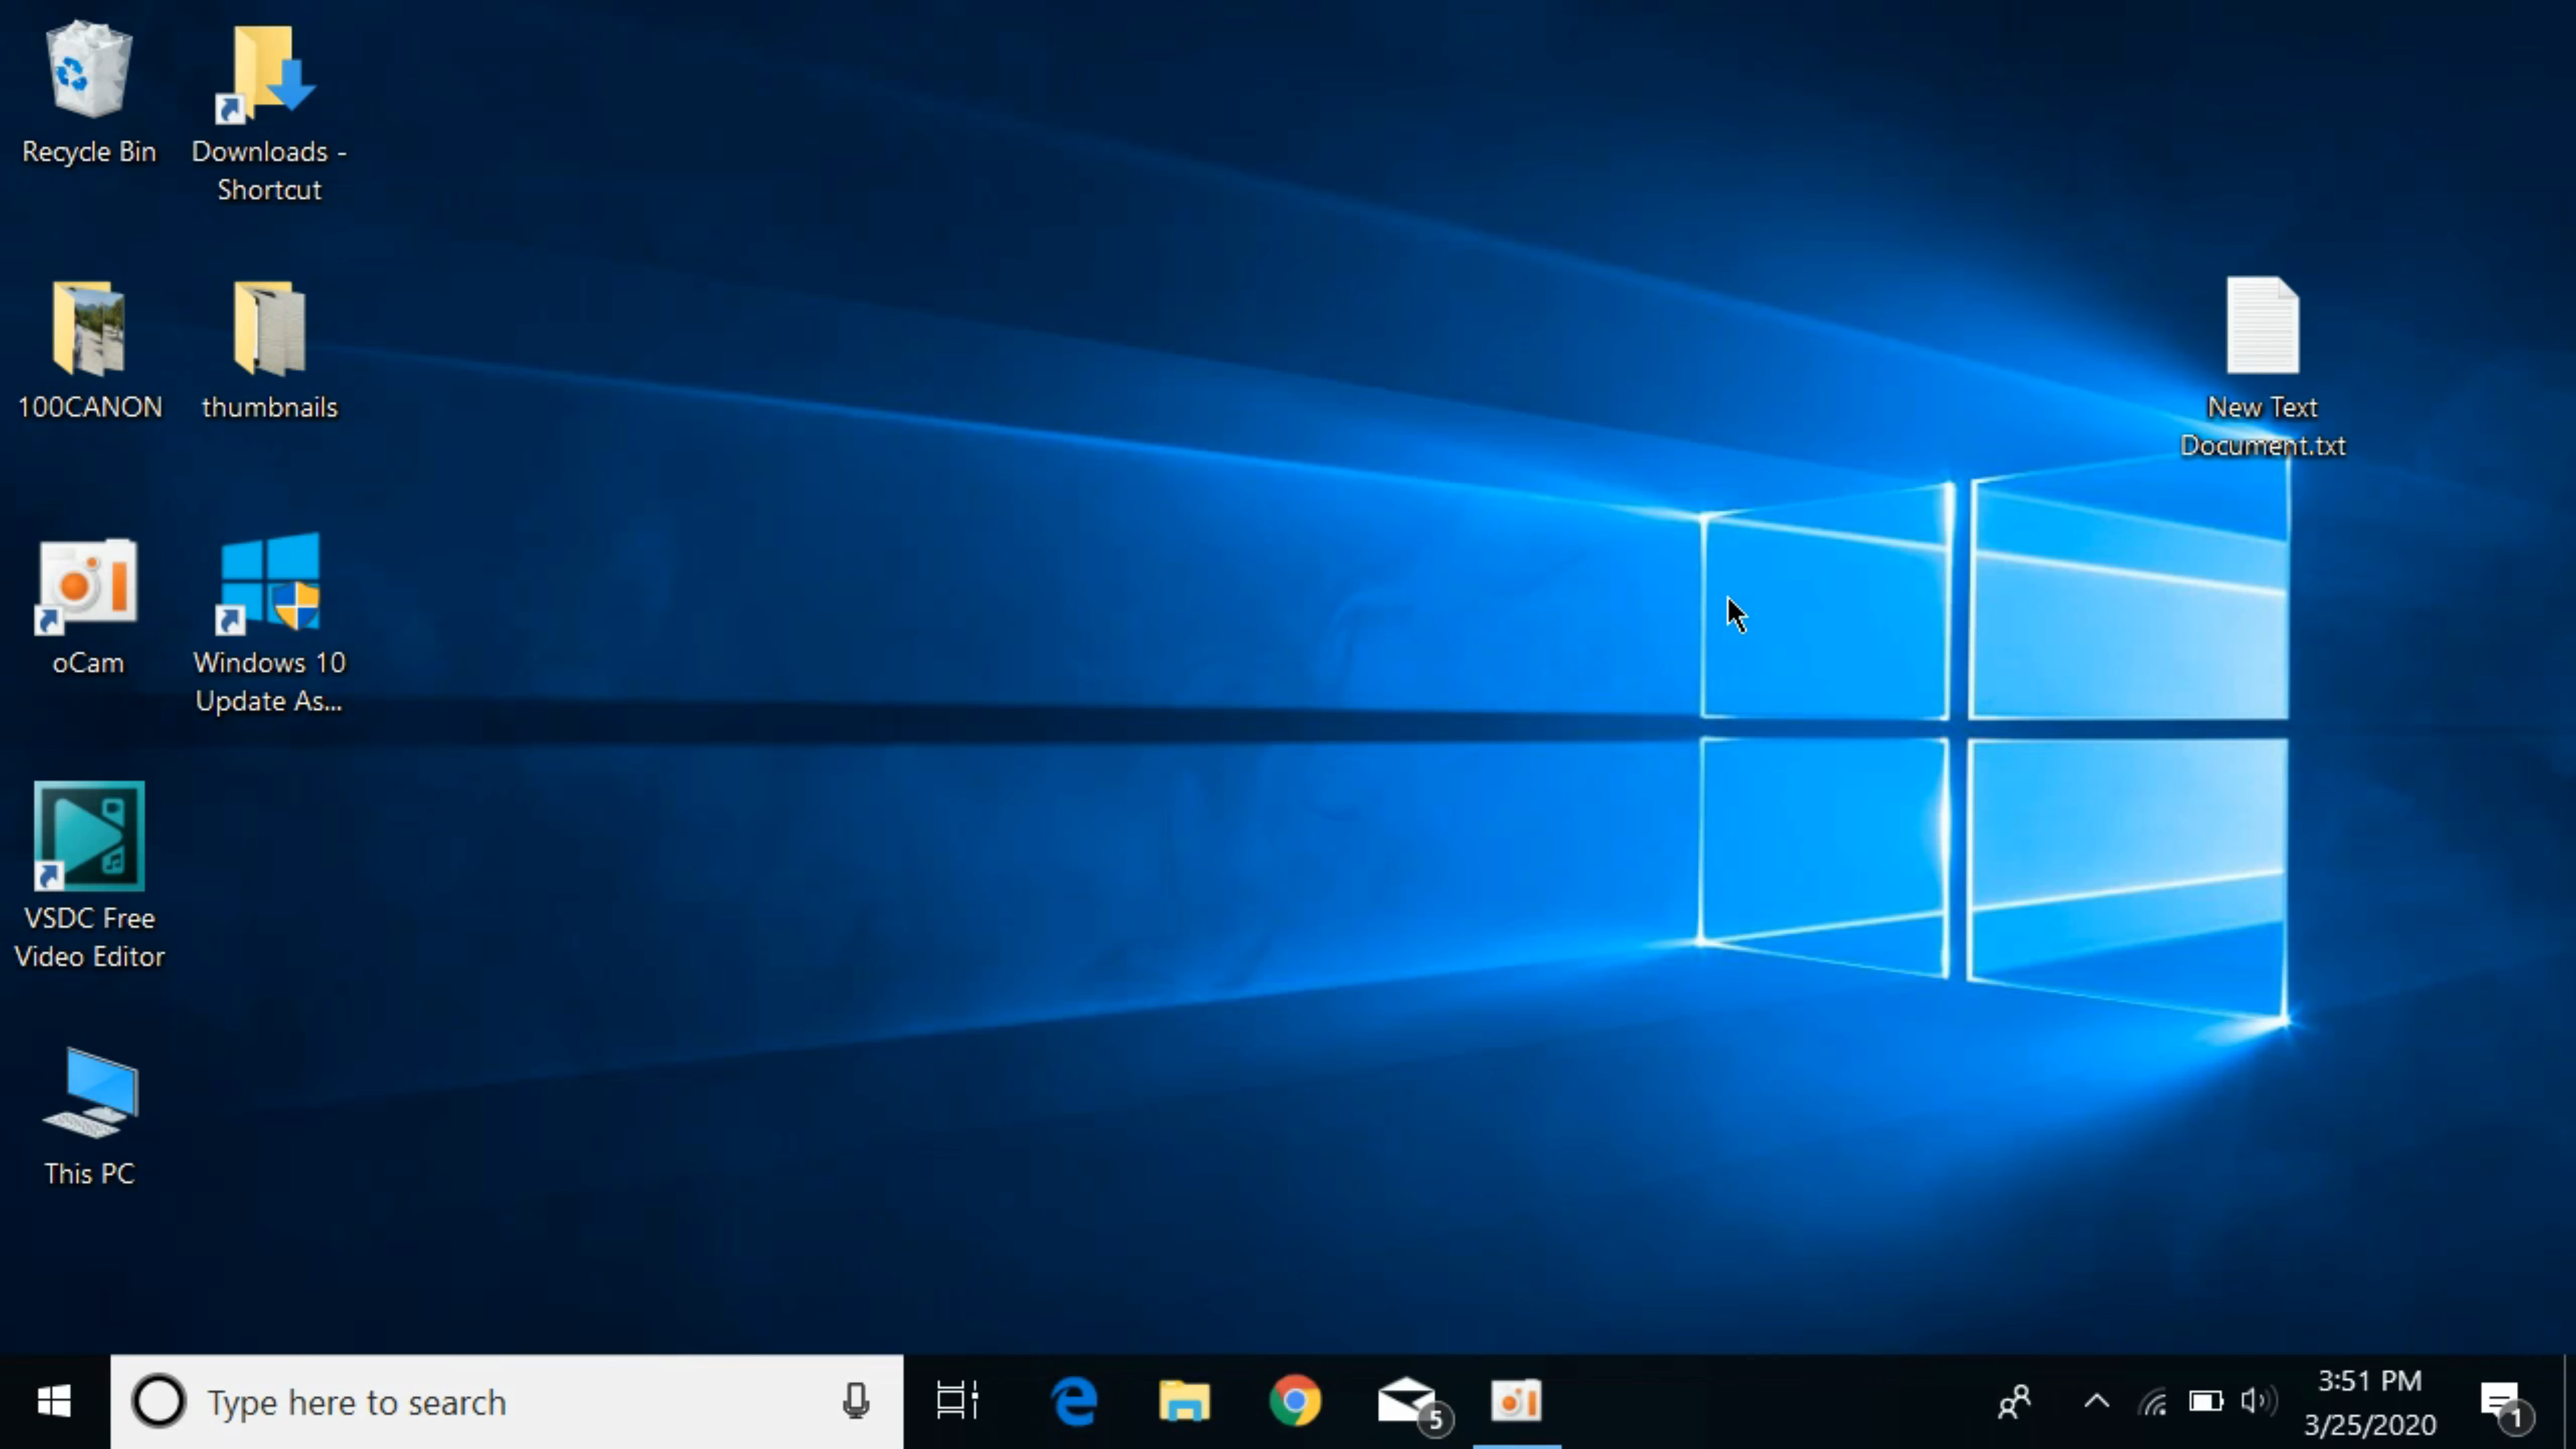 Recycle Bin
Downloads -
Shortcut
100CANON
thumbnails
New Text
Document.txt
oCam
Windows 10
Update As...
VSDC Free
Video Editor
This PC
Type here to search
5
3:51 PM
3/25/2020
1